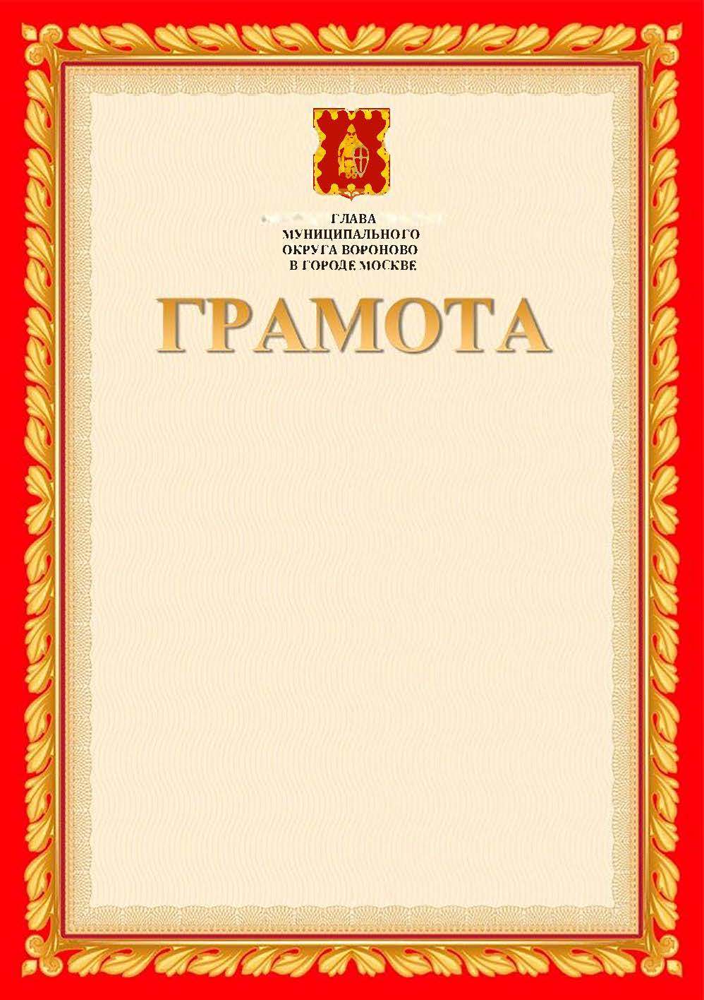 ГЛАВА
МУНИЦИПАЛЬНОГО
ОКРУГА ВОРОНОВО
В ГОРОДЕ МОСКВЕ
ГРАМОТА